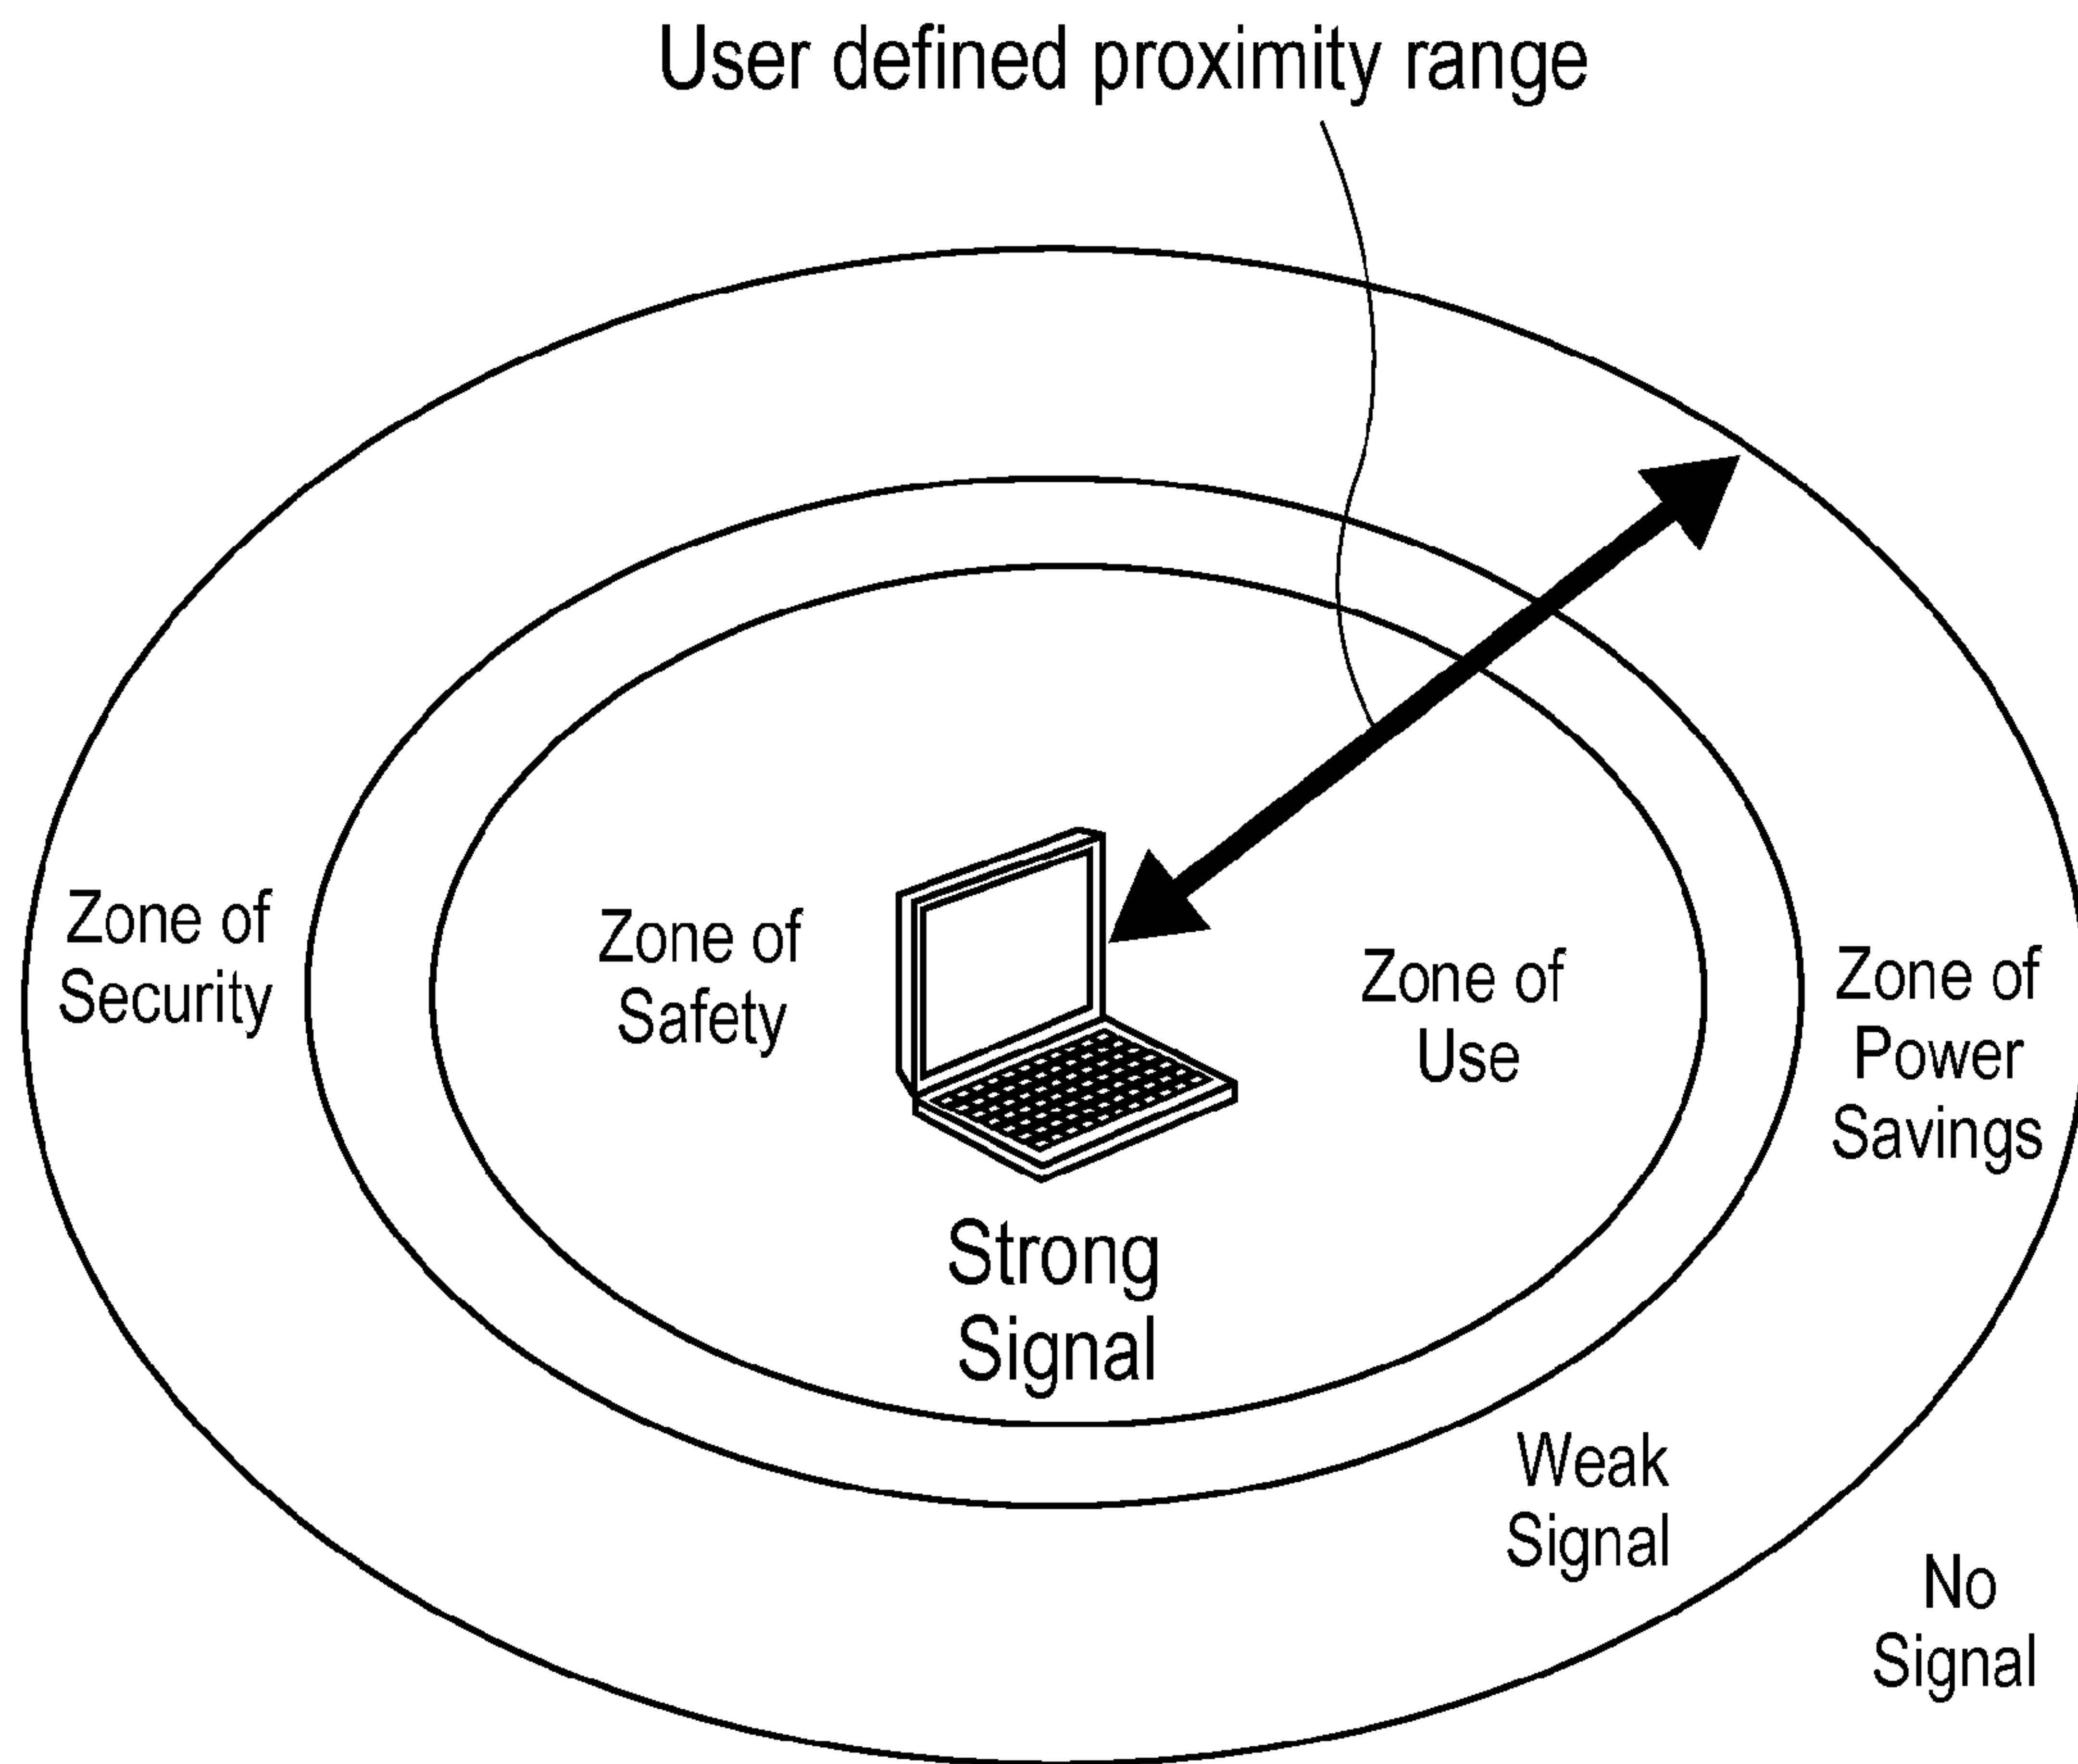 User defined proximity range
Zone of
Security
Zone of
Safety
Zone of
Use
Zone of
Power
Savings
Strong
Signal
Weak
Signal
No
Signal